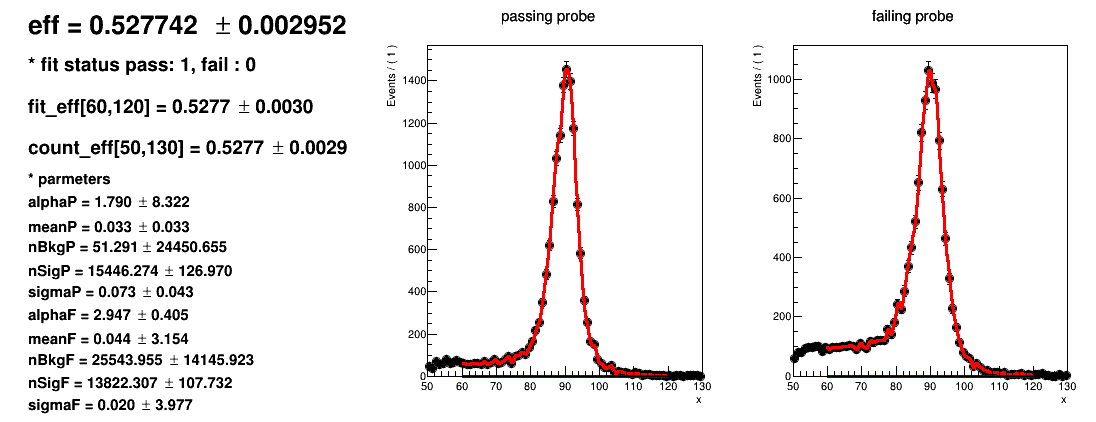 eff = 0.527742 ± 0.002952
* fit status pass: 1, fail : 0
fit_eff[60,120] = 0.5277 ± 0.0030
count_eff[50,130] = 0.5277 ± 0.0029
* parmeters
alphaP = 1.790 ± 8.322
meanP = 0.033 ± 0.033
nBkgP = 51.291 ± 24450.655
nSigP = 15446.274 ± 126.970
sigmaP = 0.073 ± 0.043
alphaF = 2.947 ± 0.405
meanF = 0.044 ± 3.154
nBkgF = 25543.955 ± 14145.923
nSigF = 13822.307 ± 107.732
sigmaF = 0.020 ± 3.977
passing probe
Events / ( 1 )
1400
1200
1000
800
600
400
200
0
50 60 70 80 90 100 110 120 130
x
failing probe
Events / ( 1 )
1000
800
600
400
200
0
50 60 70 80 90 100 110 120 130
x